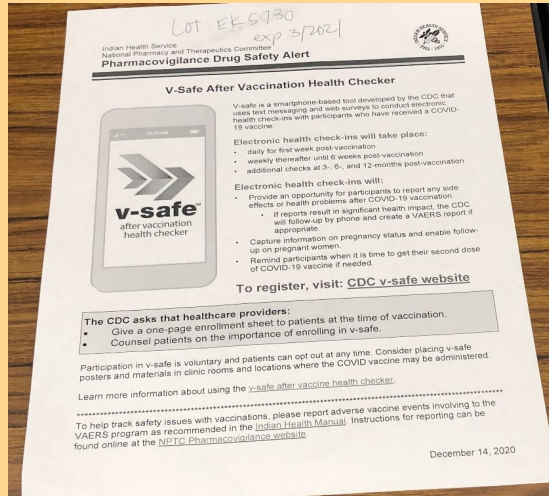 Lot: EK5730
exp 3/2021
Indian Health Service
National Pharmacy and Therapeutics Committee
Pharmacovigilance Drug Safety Alert
V-Safe After Vaccination Health Checker
V-safe is a smartphone-based tool developed by the CDC that
uses text messaging and web surveys to conduct electronic
health check-ins with participants who have received a COVID-
19 vaccine.
Electronic health check-ins will take place:
• daily for first week post-vaccination
• weekly thereafter until 6 weeks post-vaccination
• additional checks at 3-, 6-, and 12-months post-vaccination
Electronic health check-ins will:
• Provide an opportunity for participants to report any side
effects or health problems after COVID-19 vaccination.
• If reports result in significant health impact, the CDC
will follow-up by phone and create a VAERS report if
appropriate.
• Capture information on pregnancy status and enable follow-
up on pregnant women.
• Remind participants when it is time to get their second dose
of COVID-19 vaccine if needed.
v-safe™
after vaccination
health checker
To register, visit: CDC v-safe website
The CDC asks that healthcare providers:
• Give a one-page enrollment sheet to patients at the time of vaccination.
• Counsel patients on the importance of enrolling in v-safe.
Participation in v-safe is voluntary and patients can opt out at any time. Consider placing v-safe
posters and materials in clinic rooms and locations where the COVID vaccine may be administered.
Learn more information about using the v-safe after vaccine health checker.
To help track safety issues with vaccinations, please report adverse vaccine events involving to the
VAERS program as recommended in the Indian Health Manual. Instructions for reporting can be
found online at the NPTC Pharmacovigilance website.
December 14, 2020